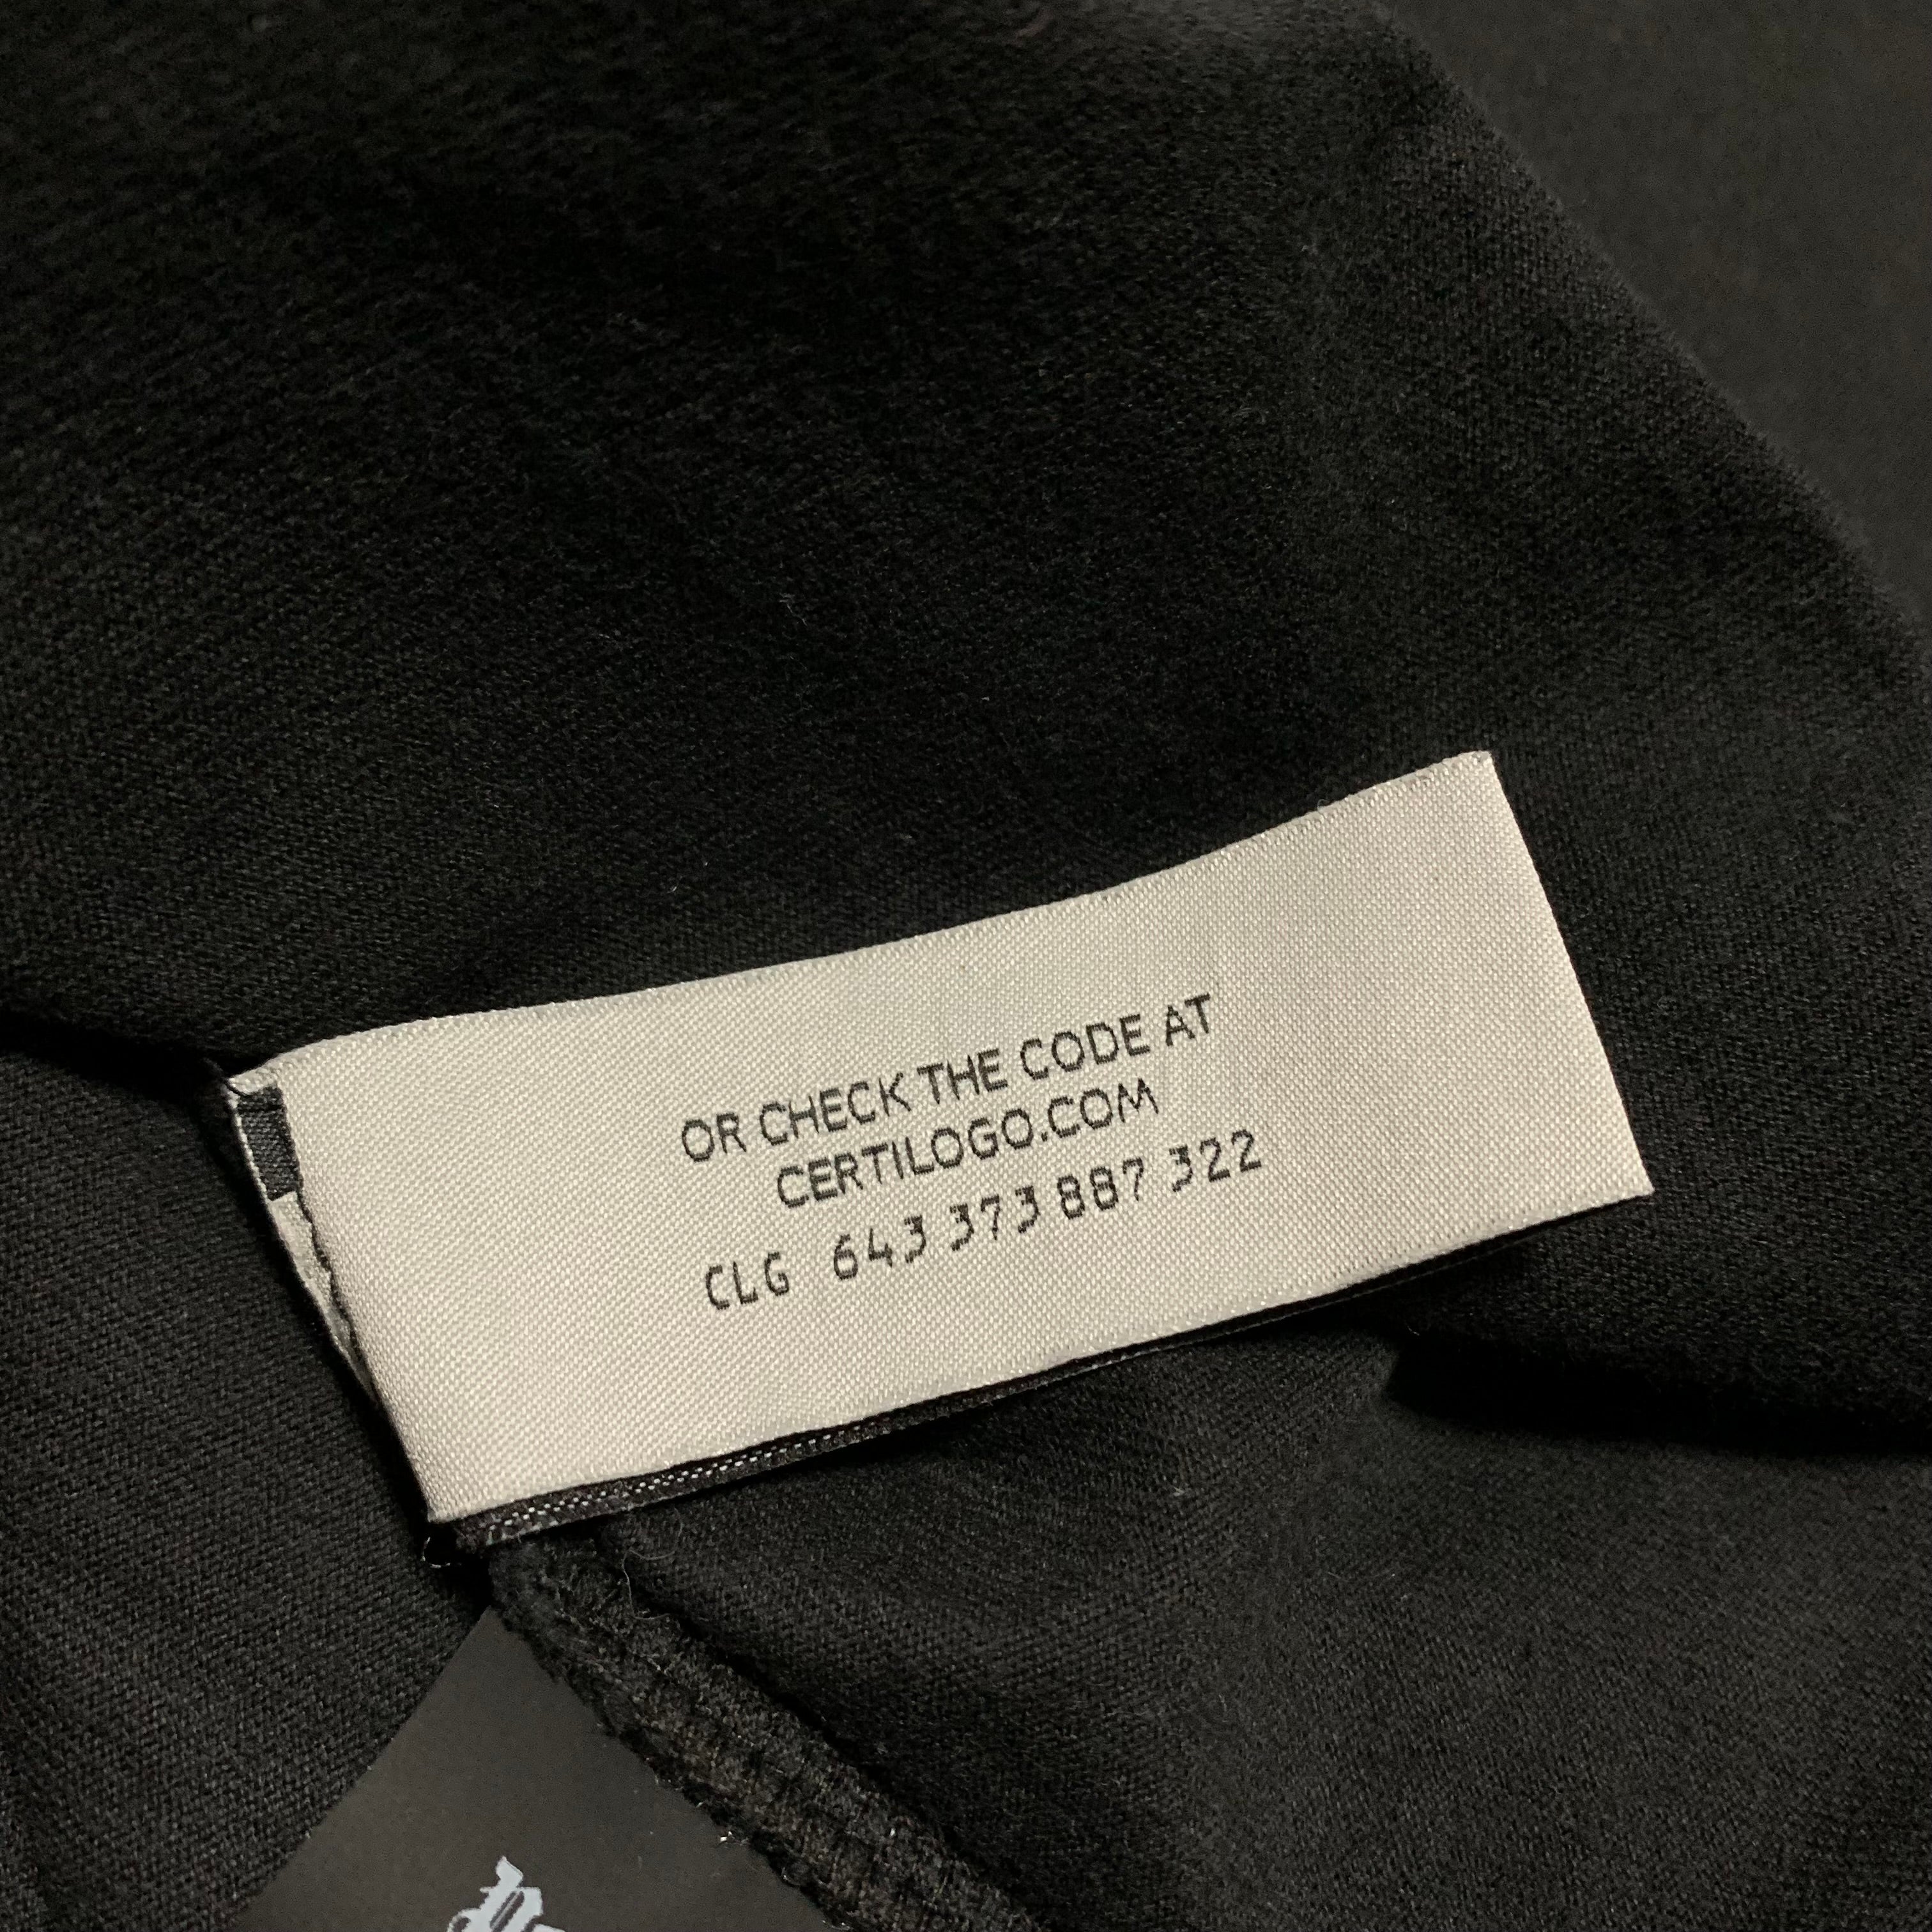 OR CHECK THE CODE AT
CERTILOGO.COM
CLG 643 373 887 322